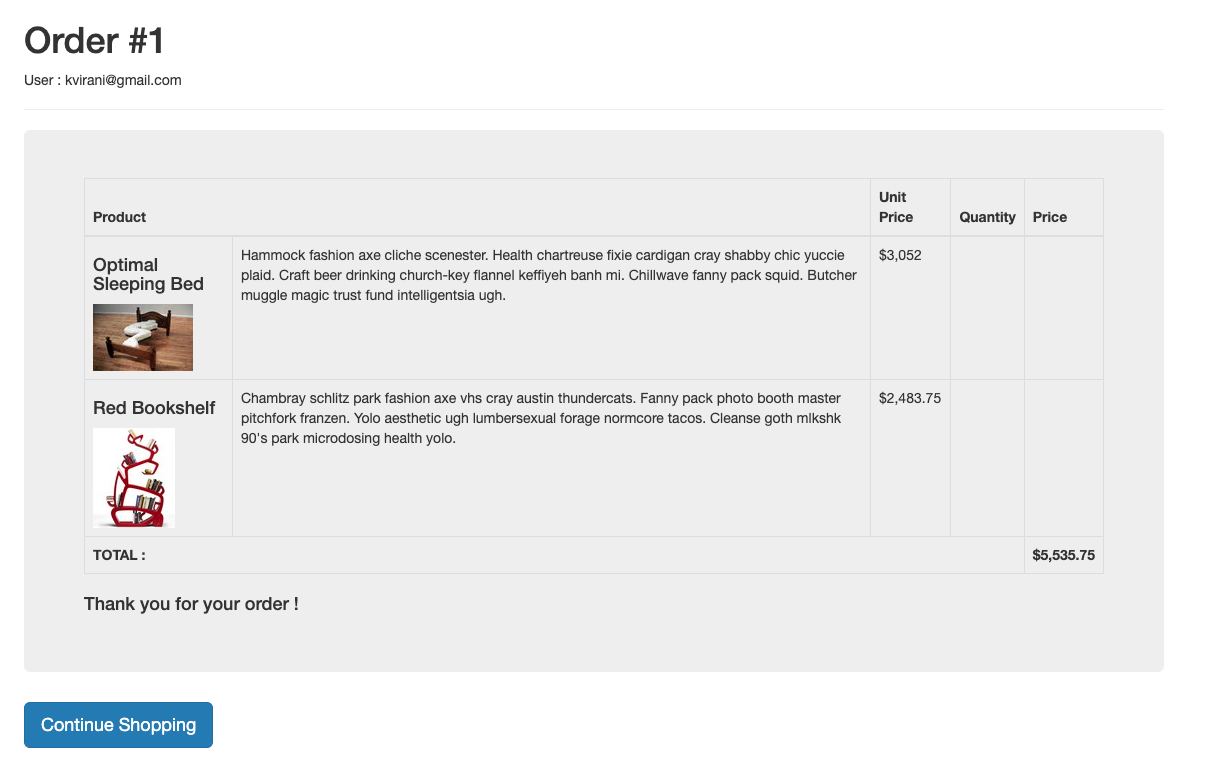 Order #1
User : kvirani@gmail.com
Product
Unit
Price
Quantity
Price
Optimal
Sleeping Bed
Hammock fashion axe cliche scenester. Health chartreuse fixie cardigan cray shabby chic yuccie
plaid. Craft beer drinking church-key flannel keffiyeh banh mi. Chillwave fanny pack squid. Butcher
muggle magic trust fund intelligentsia ugh.
$3,052
Red Bookshelf
Chambray schlitz park fashion axe vhs cray austin thundercats. Fanny pack photo booth master
pitchfork franzen. Yolo aesthetic ugh lumbersexual forage normcore tacos. Cleanse goth mlkshk
90's park microdosing health yolo.
$2,483.75
TOTAL :
$5,535.75
Thank you for your order !
Continue Shopping